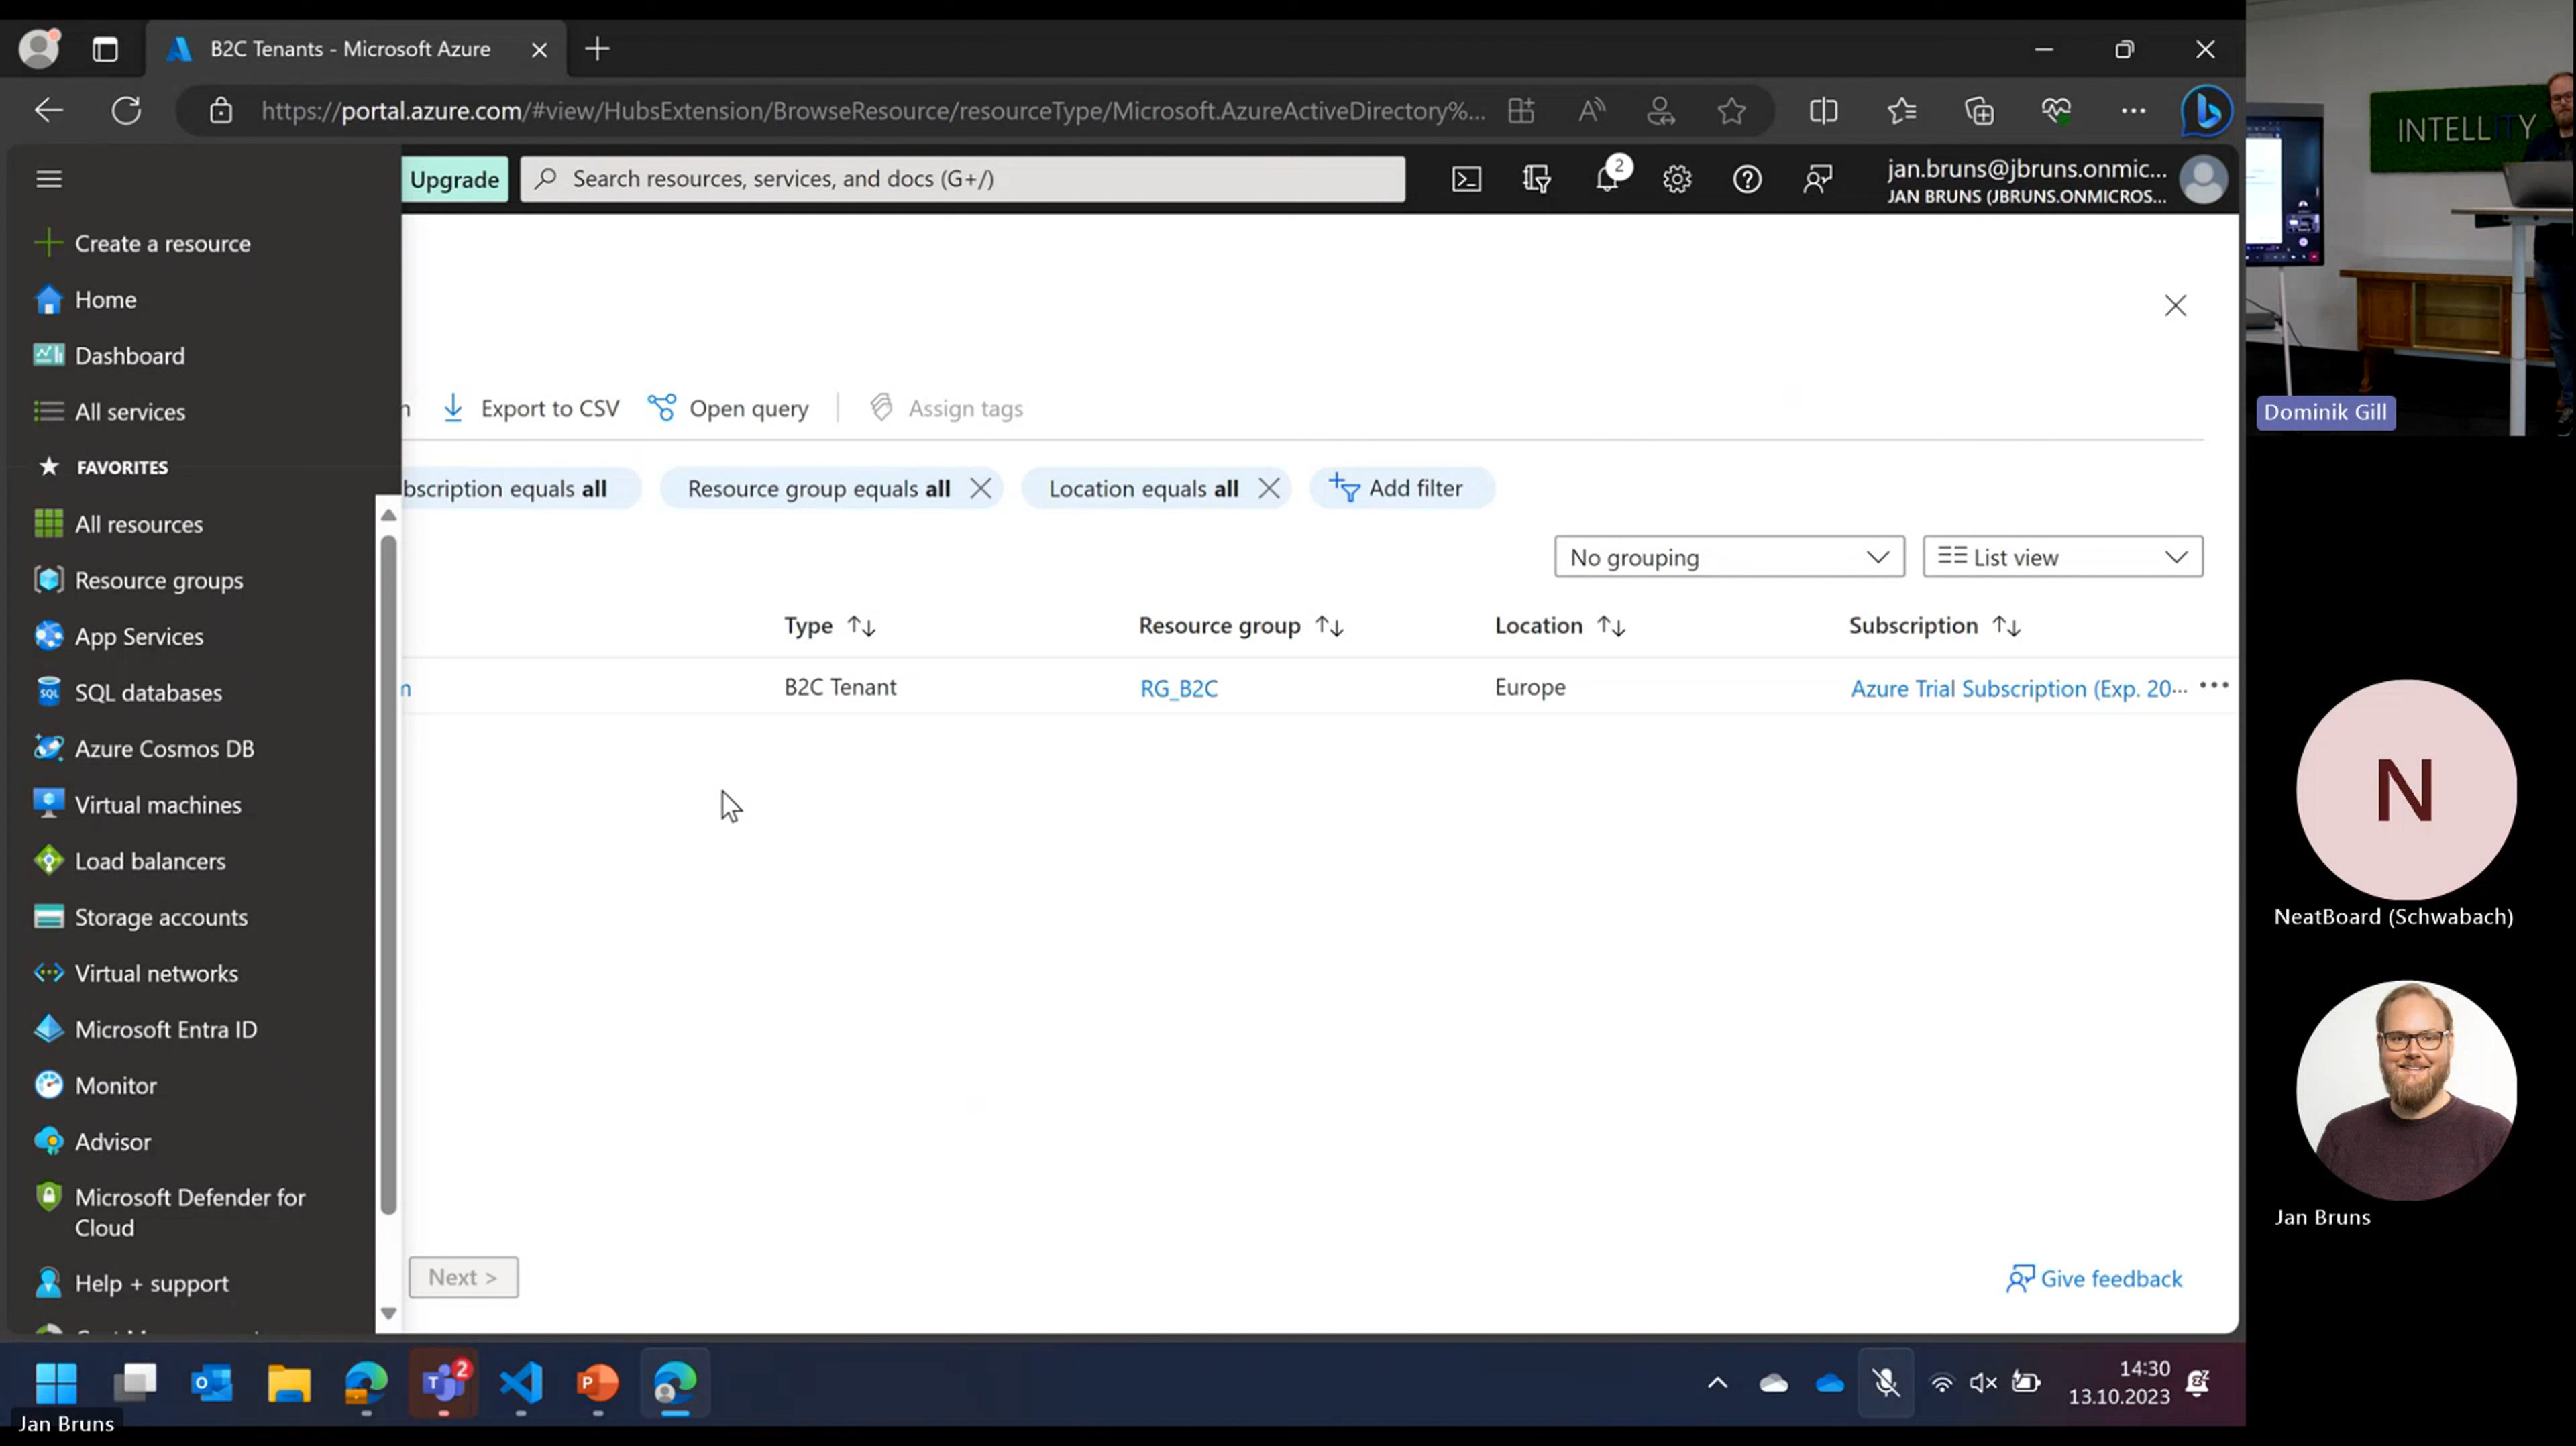 B2C Tenants - Microsoft Azure
https://portal.azure.com/#view/HubsExtension/BrowseResource/resourceType/Microsoft.AzureActiveDirectory%...
Upgrade
Search resources, services, and docs (G+/)
2
jan.bruns@jbruns.onmic...
JAN BRUNS (JBRUNS.ONMICROS...
Create a resource
Home
Dashboard
All services
FAVORITES
All resources
Resource groups
App Services
SQL databases
Azure Cosmos DB
Virtual machines
Load balancers
Storage accounts
Virtual networks
Microsoft Entra ID
Monitor
Advisor
Microsoft Defender for
Cloud
Help + support
Export to CSV
Open query
Assign tags
bscription equals all
Resource group equals all
Location equals all
Add filter
No grouping
List view
Type
Resource group
Location
Subscription
B2C Tenant
RG_B2C
Europe
Azure Trial Subscription (Exp. 20...
Next >
Give feedback
2
14:30
13.10.2023
Jan Bruns
INTELLITY
Dominik Gill
N
NeatBoard (Schwabach)
Jan Bruns